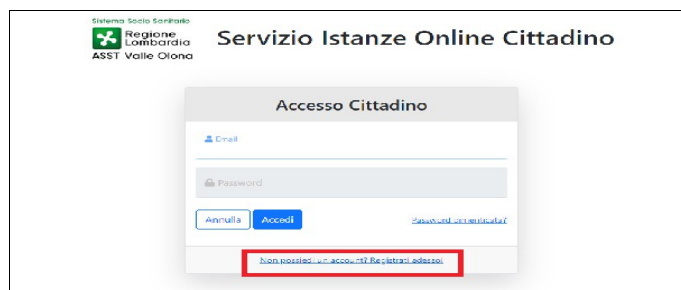 Sistema Socio Sanitario
Regione
Lombardia
ASST Valle Olona
Servizio Istanze Online Cittadino
Accesso Cittadino
Email
Password
Annulla Accedi Password dimenticata?
Non possiedi un account? Registrati adesso!